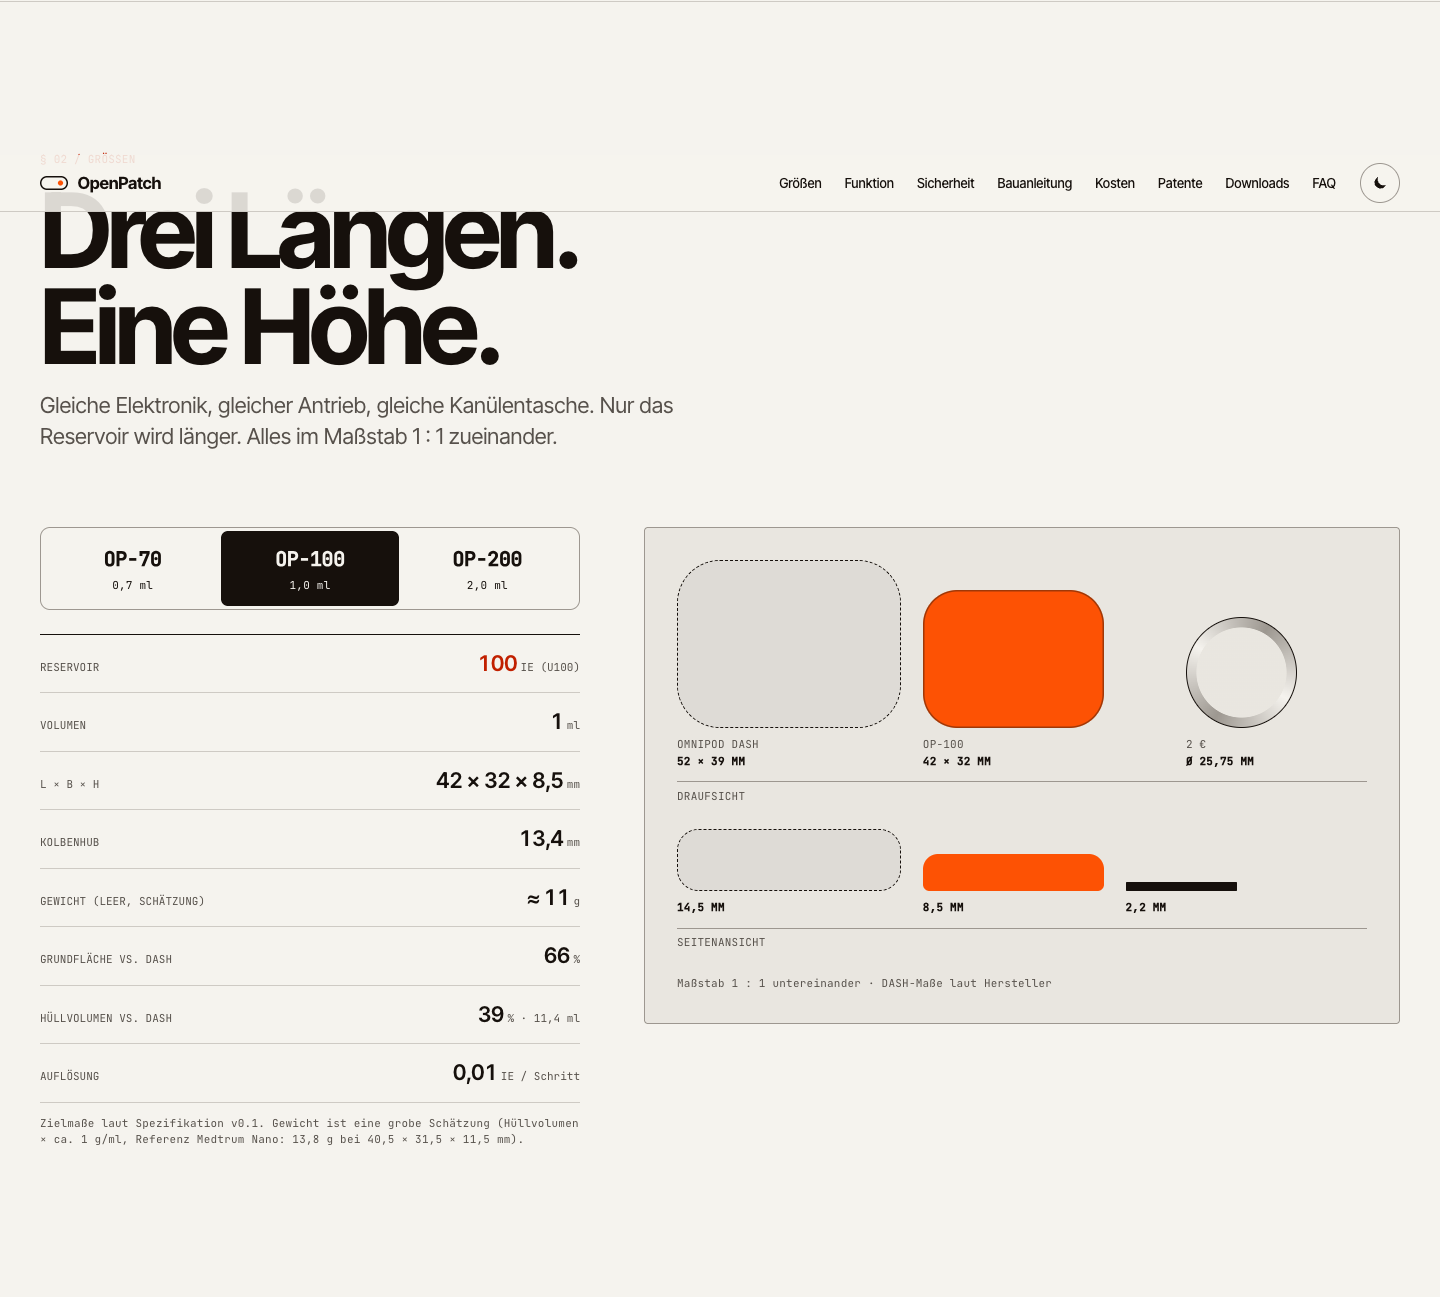 § 02 / GRÖSSEN
OpenPatch
Größen Funktion Sicherheit Bauanleitung Kosten Patente Downloads FAQ
Drei Längen.
Eine Höhe.
Gleiche Elektronik, gleicher Antrieb, gleiche Kanülentasche. Nur das
Reservoir wird länger. Alles im Maßstab 1 : 1 zueinander.
OP-70
0,7 ml
OP-100
1,0 ml
OP-200
2,0 ml
RESERVOIR 100 IE (U100)
VOLUMEN 1 ml
L × B × H 42 × 32 × 8,5 mm
KOLBENHUB 13,4 mm
GEWICHT (LEER, SCHÄTZUNG) ≈ 11 g
GRUNDFLÄCHE VS. DASH 66 %
HÜLLVOLUMEN VS. DASH 39 % · 11,4 ml
AUFLÖSUNG 0,01 IE / Schritt
Zielmaße laut Spezifikation v0.1. Gewicht ist eine grobe Schätzung (Hüllvolumen
× ca. 1 g/ml, Referenz Medtrum Nano: 13,8 g bei 40,5 × 31,5 × 11,5 mm).
OMNIPOD DASH
52 × 39 MM
OP-100
42 × 32 MM
2 €
Ø 25,75 MM
DRAUFSICHT
14,5 MM
8,5 MM
2,2 MM
SEITENANSICHT
Maßstab 1 : 1 untereinander · DASH-Maße laut Hersteller